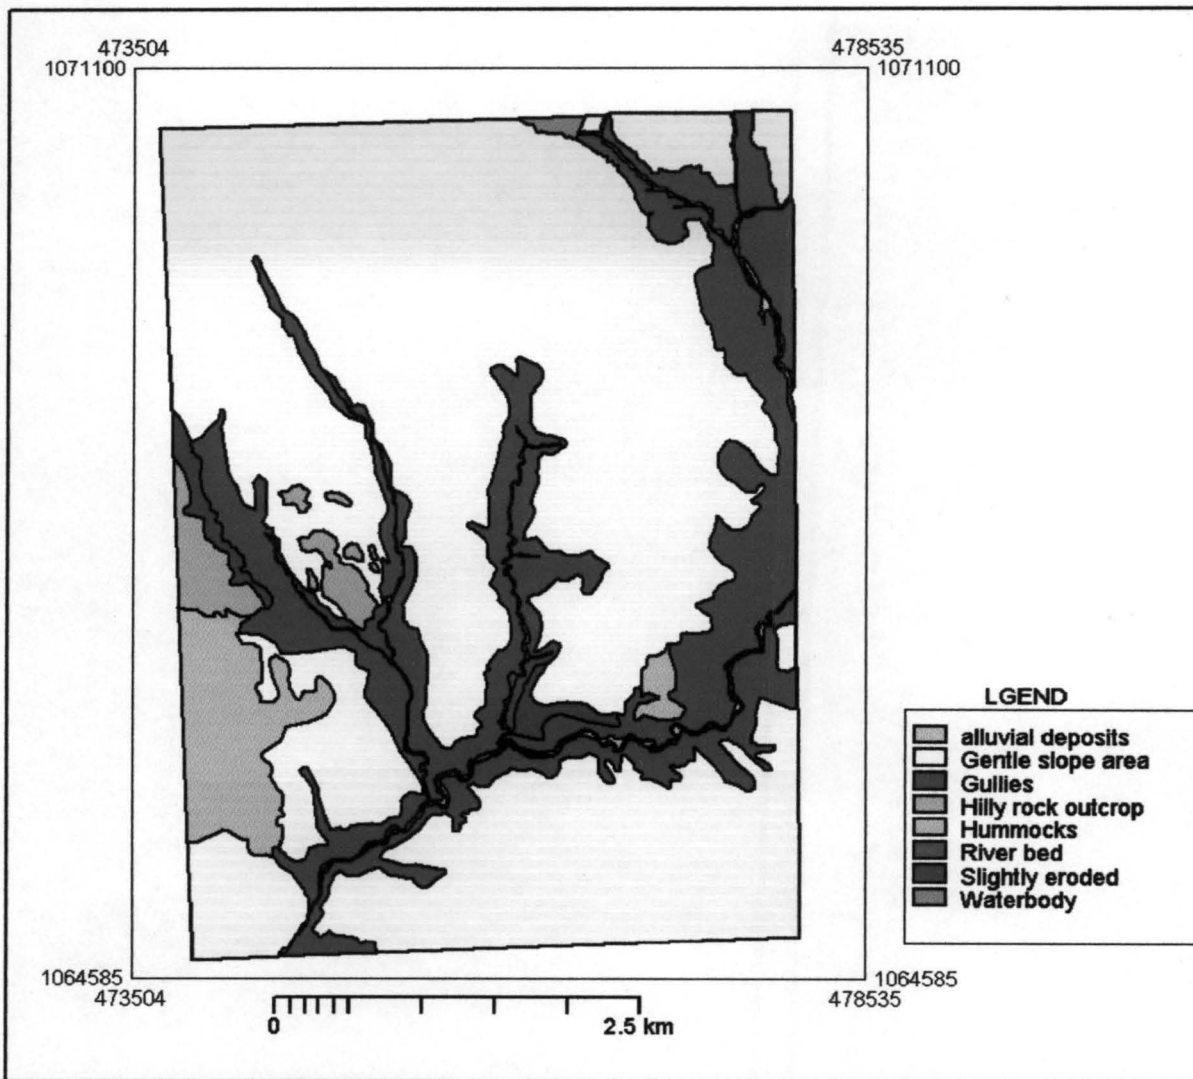 473504 478535
1071100 1071100
LGEND
alluvial deposits
Gentle slope area
Gullies
Hilly rock outcrop
Hummocks
River bed
Slightly eroded
Waterbody
1064585 1064585
473504 478535
0 2.5 km